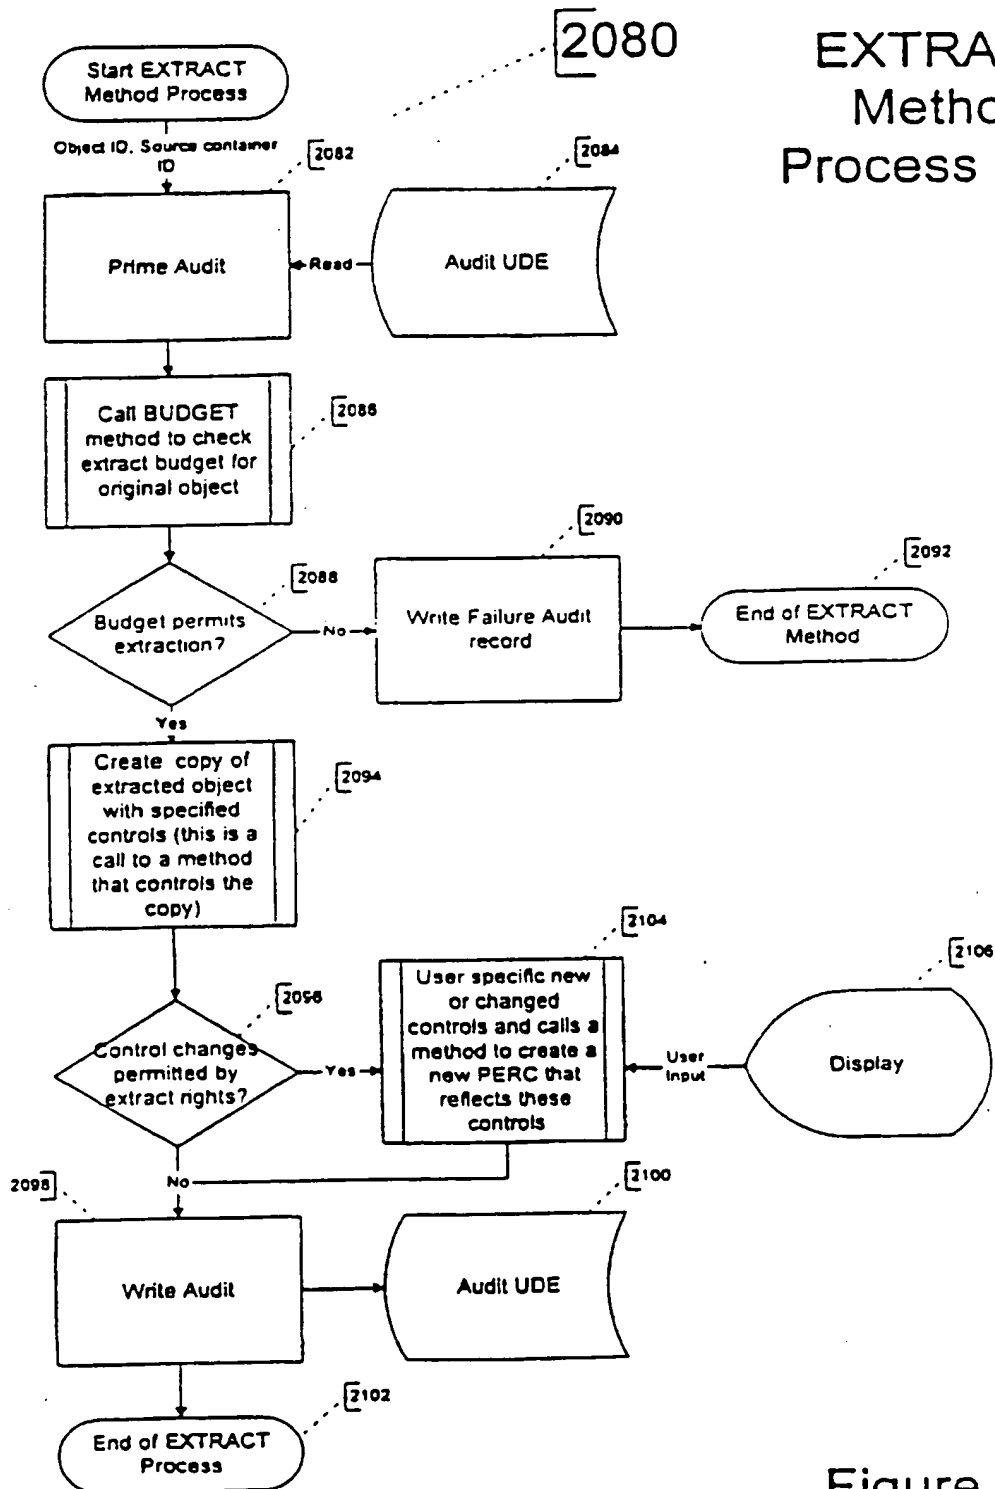 2080
EXTRA
Metho
Process
Start EXTRACT
Method Process
Object ID, Source container
ID
2082
2084
Prime Audit
Read
Audit UDE
Call BUDGET
method to check
extract budget for
original object
2086
2088
2090
2092
Budget permits
extraction?
No
Write Failure Audit
record
End of EXTRACT
Method
Yes
Create copy of
extracted object
with specified
controls (this is a
call to a method
that controls the
copy)
2094
2096
2104
2106
Control changes
permitted by
extract rights?
Yes
User specific new
or changed
controls and calls a
method to create a
new PERC that
reflects these
controls
User
Input
Display
No
2098
2100
Write Audit
Audit UDE
2102
End of EXTRACT
Process
Figure